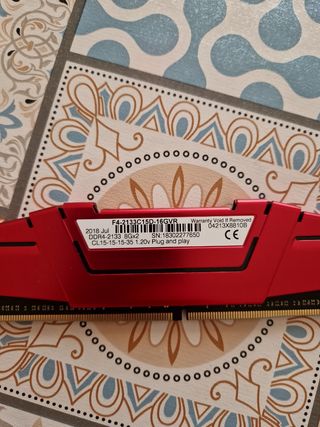 F4-2133C15D-16GVR
Warranty Void If Removed
2018 Jul
04213X8810B
DDR4-2133 8Gx2 SN:18302277650
CL15-15-15-35 1.20v Plug and play
CE